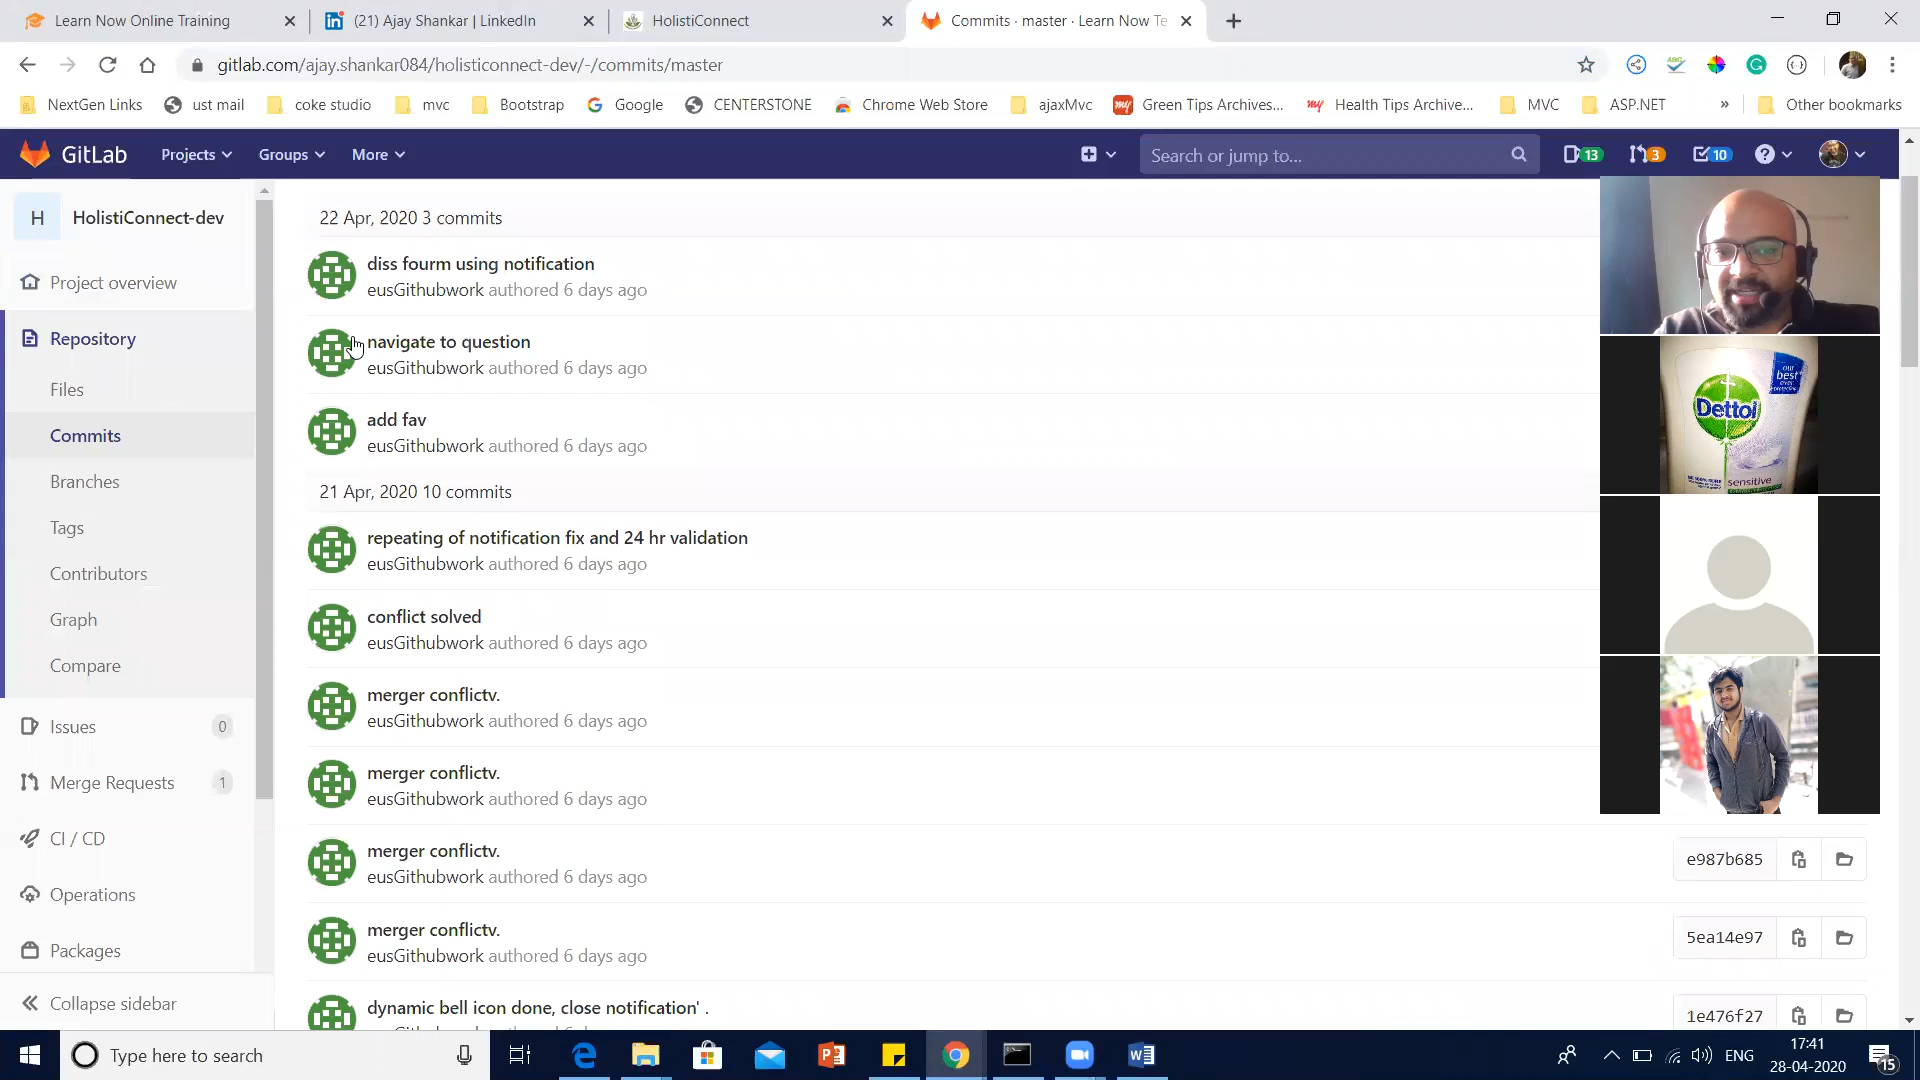 Learn Now Online Training
(21) Ajay Shankar | LinkedIn
HolistiConnect
Commits · master · Learn Now Te
gitlab.com/ajay.shankar084/holisticonnect-dev/-/commits/master
NextGen Links
ust mail
coke studio
mvc
Bootstrap
Google
CENTERSTONE
Chrome Web Store
ajaxMvc
Green Tips Archives...
Health Tips Archive...
MVC
ASP.NET
»
Other bookmarks
GitLab
Projects
Groups
More
Search or jump to...
13
3
10
H
HolistiConnect-dev
Project overview
Repository
Files
Commits
Branches
Tags
Contributors
Graph
Compare
Issues 0
Merge Requests 1
CI / CD
Operations
Packages
Collapse sidebar
22 Apr, 2020 3 commits
diss fourm using notification
eusGithubwork authored 6 days ago
navigate to question
eusGithubwork authored 6 days ago
add fav
eusGithubwork authored 6 days ago
21 Apr, 2020 10 commits
repeating of notification fix and 24 hr validation
eusGithubwork authored 6 days ago
conflict solved
eusGithubwork authored 6 days ago
merger conflictv.
eusGithubwork authored 6 days ago
merger conflictv.
eusGithubwork authored 6 days ago
merger conflictv.
eusGithubwork authored 6 days ago
e987b685
merger conflictv.
eusGithubwork authored 6 days ago
5ea14e97
dynamic bell icon done, close notification' .
1e476f27
our
best
Dettol
sensitive
Type here to search
ENG
17:41
28-04-2020
15